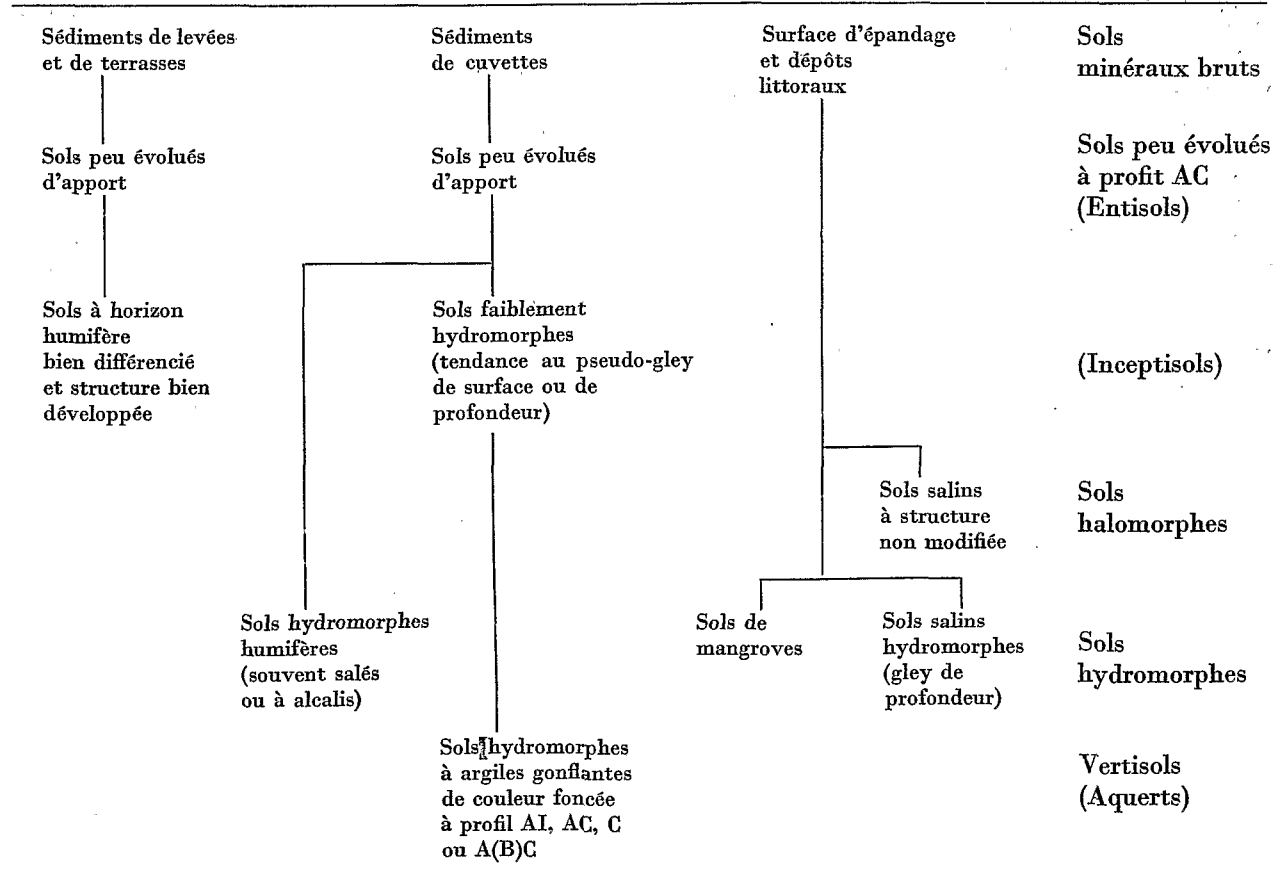 Sédiments de levées
et de terrasses
Sédiments
de cuvettes
Surface d'épandage
et dépôts
littoraux
Sols
minéraux bruts
Sols peu évolués
d'apport
Sols peu évolués
d'apport
Sols peu évolués
à profit AC
(Entisols)
Sols à horizon
humifère
bien différencié
et structure bien
développée
Sols faiblement
hydromorphes
(tendance au pseudo-gley
de surface ou de
profondeur)
(Inceptisols)
Sols salins
à structure
non modifiée
Sols
halomorphes
Sols hydromorphes
humifères
(souvent salés
ou à alcalis)
Sols de
mangroves
Sols salins
hydromorphes
(gley de
profondeur)
Sols
hydromorphes
Sols hydromorphes
à argiles gonflantes
de couleur foncée
à profil AI, AC, C
ou A(B)C
Vertisols
(Aquerts)